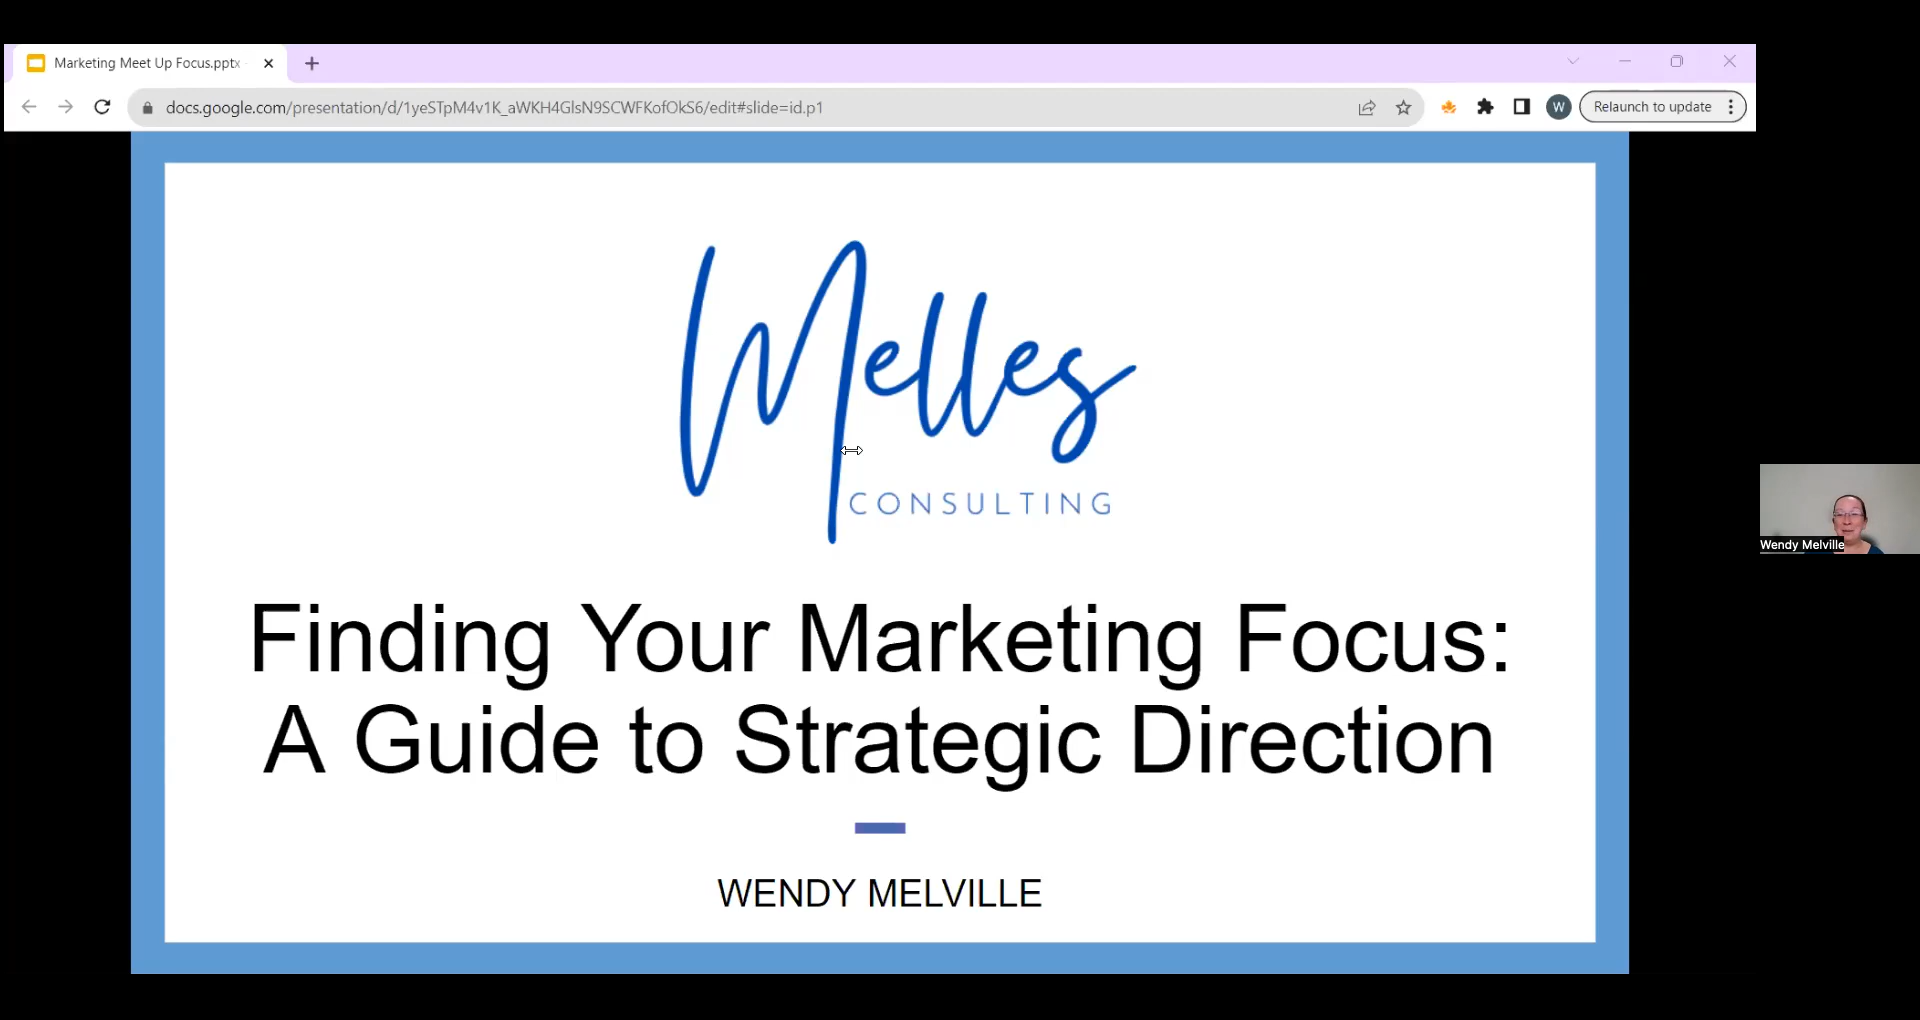 Marketing Meet Up Focus.pptx
docs.google.com/presentation/d/1yeSTpM4v1K_aWKH4GlsN9SCWFKofOkS6/edit#slide=id.p1
W
Relaunch to update
Melles
CONSULTING
Finding Your Marketing Focus:
A Guide to Strategic Direction
WENDY MELVILLE
Wendy Melville